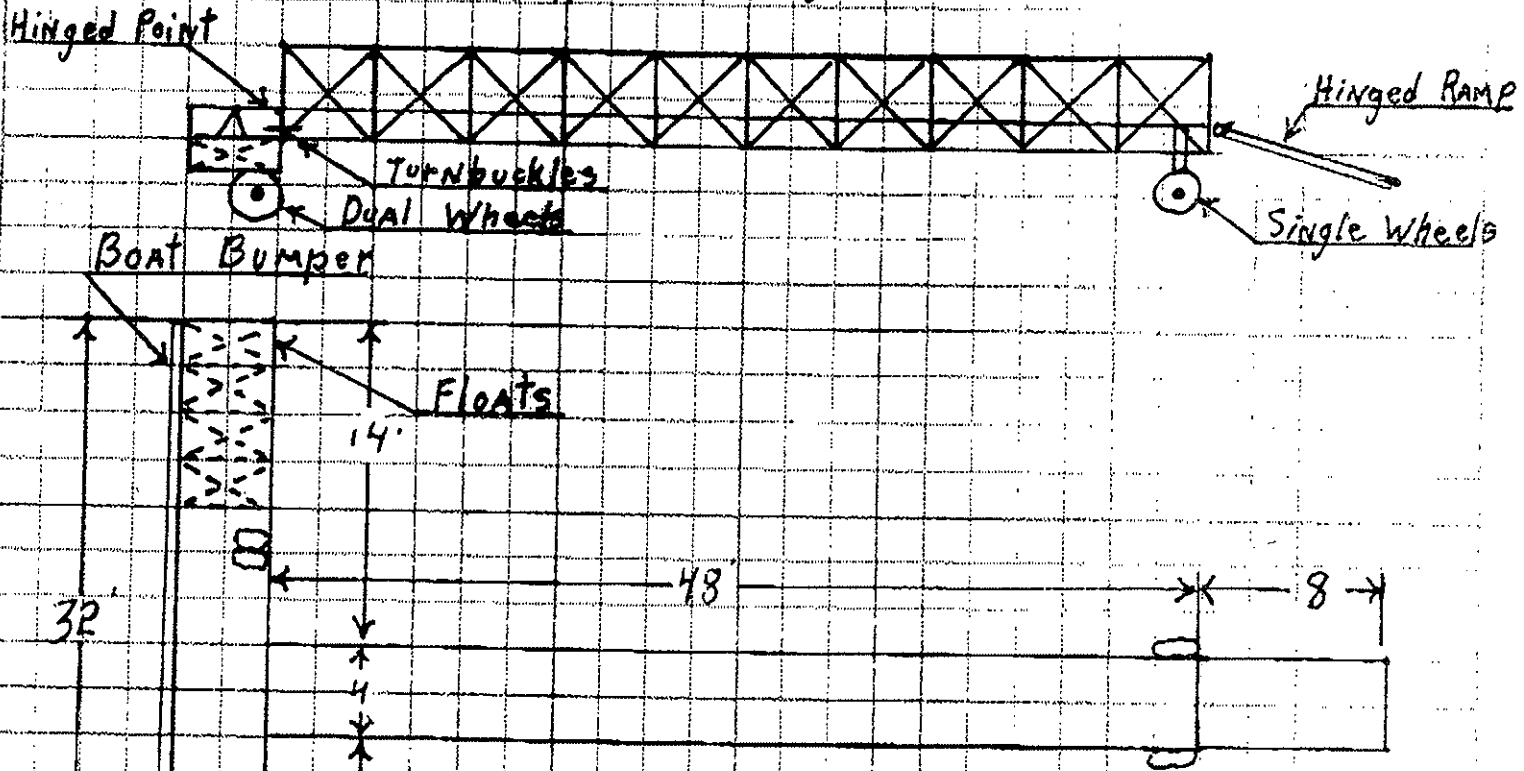 Hinged Point
Hinged RAMP
Turnbuckles
Dual Wheels
Single Wheels
Boat Bumper
Floats
14'
48'
8
32'
4